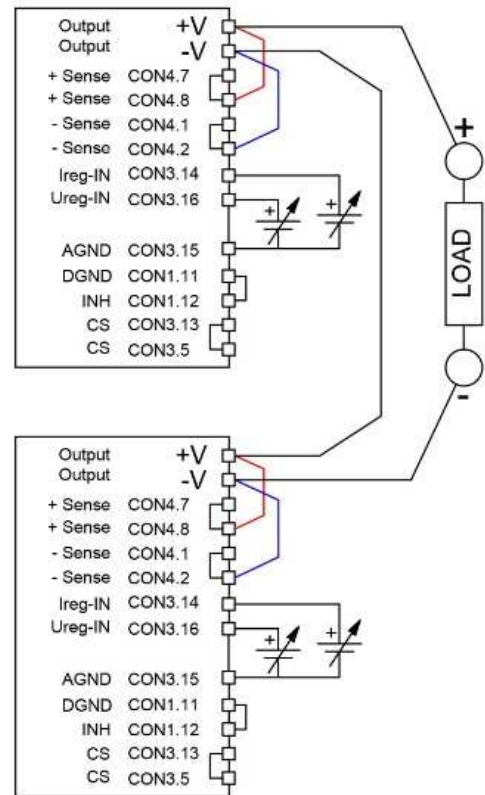 Output +V
Output -V
+ Sense CON4.7
+ Sense CON4.8
- Sense CON4.1
- Sense CON4.2
Ireg-IN CON3.14
Ureg-IN CON3.16
+ +
AGND CON3.15
DGND CON1.11
INH CON1.12
CS CON3.13
CS CON3.5
+
LOAD
-
Output +V
Output -V
+ Sense CON4.7
+ Sense CON4.8
- Sense CON4.1
- Sense CON4.2
Ireg-IN CON3.14
Ureg-IN CON3.16
+ +
AGND CON3.15
DGND CON1.11
INH CON1.12
CS CON3.13
CS CON3.5